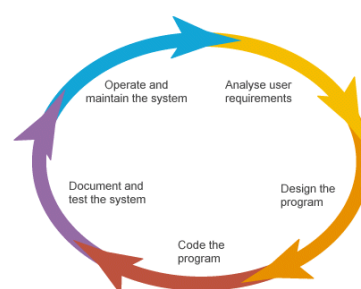 Operate and
maintain the system
Analyse user
requirements
Design the
program
Code the
program
Document and
test the system